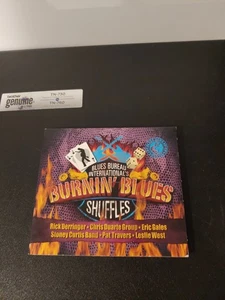 genuine
BLUES BUREAU
INTERNATIONAL'S
BURNIN' BLUES
SHUFFLES
Rick Derringer • Chris Duarte Group • Eric Gales
Stoney Curtis Band • Pat Travers • Leslie West